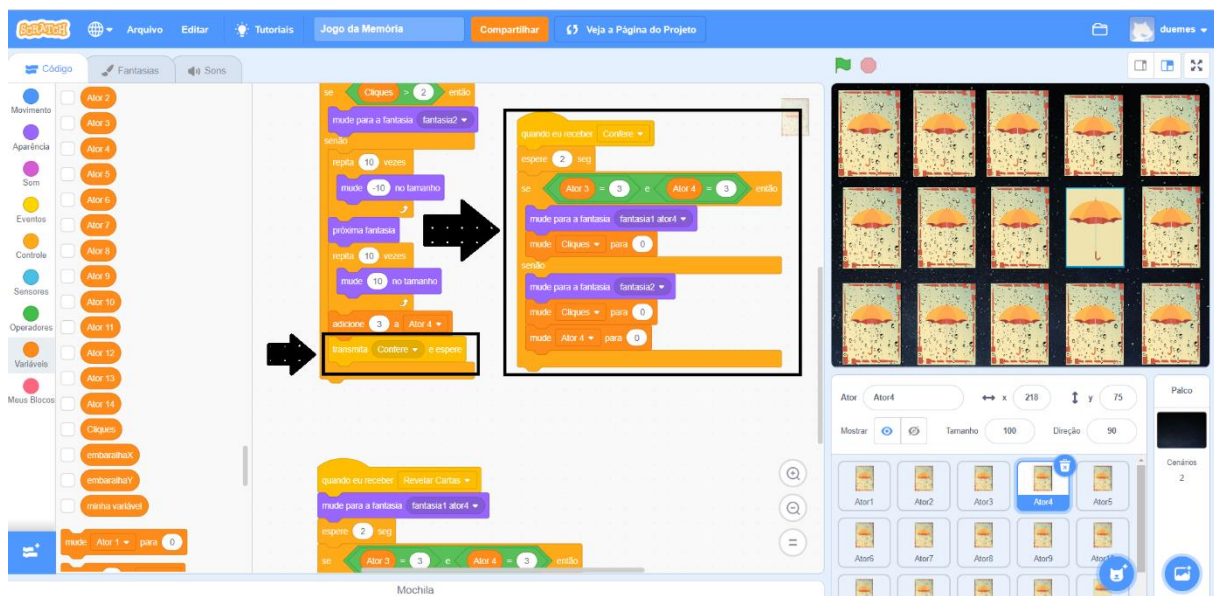 SCRATCH Arquivo Editar Tutoriais Jogo da Memória Compartilhar Veja a Página do Projeto duemes
Código Fantasias Sons
Movimento
Aparência
Som
Eventos
Controle
Sensores
Operadores
Variáveis
Meus Blocos
Ator 2
Ator 3
Ator 4
Ator 5
Ator 6
Ator 7
Ator 8
Ator 9
Ator 10
Ator 11
Ator 12
Ator 13
Ator 14
Cliques
embaralhaX
embaralhaY
minha variável
mude Ator 1 para 0
se Cliques > 2 então
mude para a fantasia fantasia2
senão
repita 10 vezes
mude -10 no tamanho
próxima fantasia
repita 10 vezes
mude 10 no tamanho
adicione 3 a Ator 4
transmita Confere e espere
quando eu receber Confere
espere 2 seg
se Ator 3 = 3 e Ator 4 = 3 então
mude para a fantasia fantasia1 ator4
mude Cliques para 0
senão
mude para a fantasia fantasia2
mude Cliques para 0
mude Ator 4 para 0
quando eu receber Revelar Cartas
mude para a fantasia fantasia1 ator4
espere 2 seg
se Ator 3 = 3 e Ator 4 = 3 então
Mochila
Ator Ator4 x 218 y 75
Mostrar Tamanho 100 Direção 90
Ator1 Ator2 Ator3 Ator4 Ator5
Ator6 Ator7 Ator8 Ator9
Palco
Cenários
2